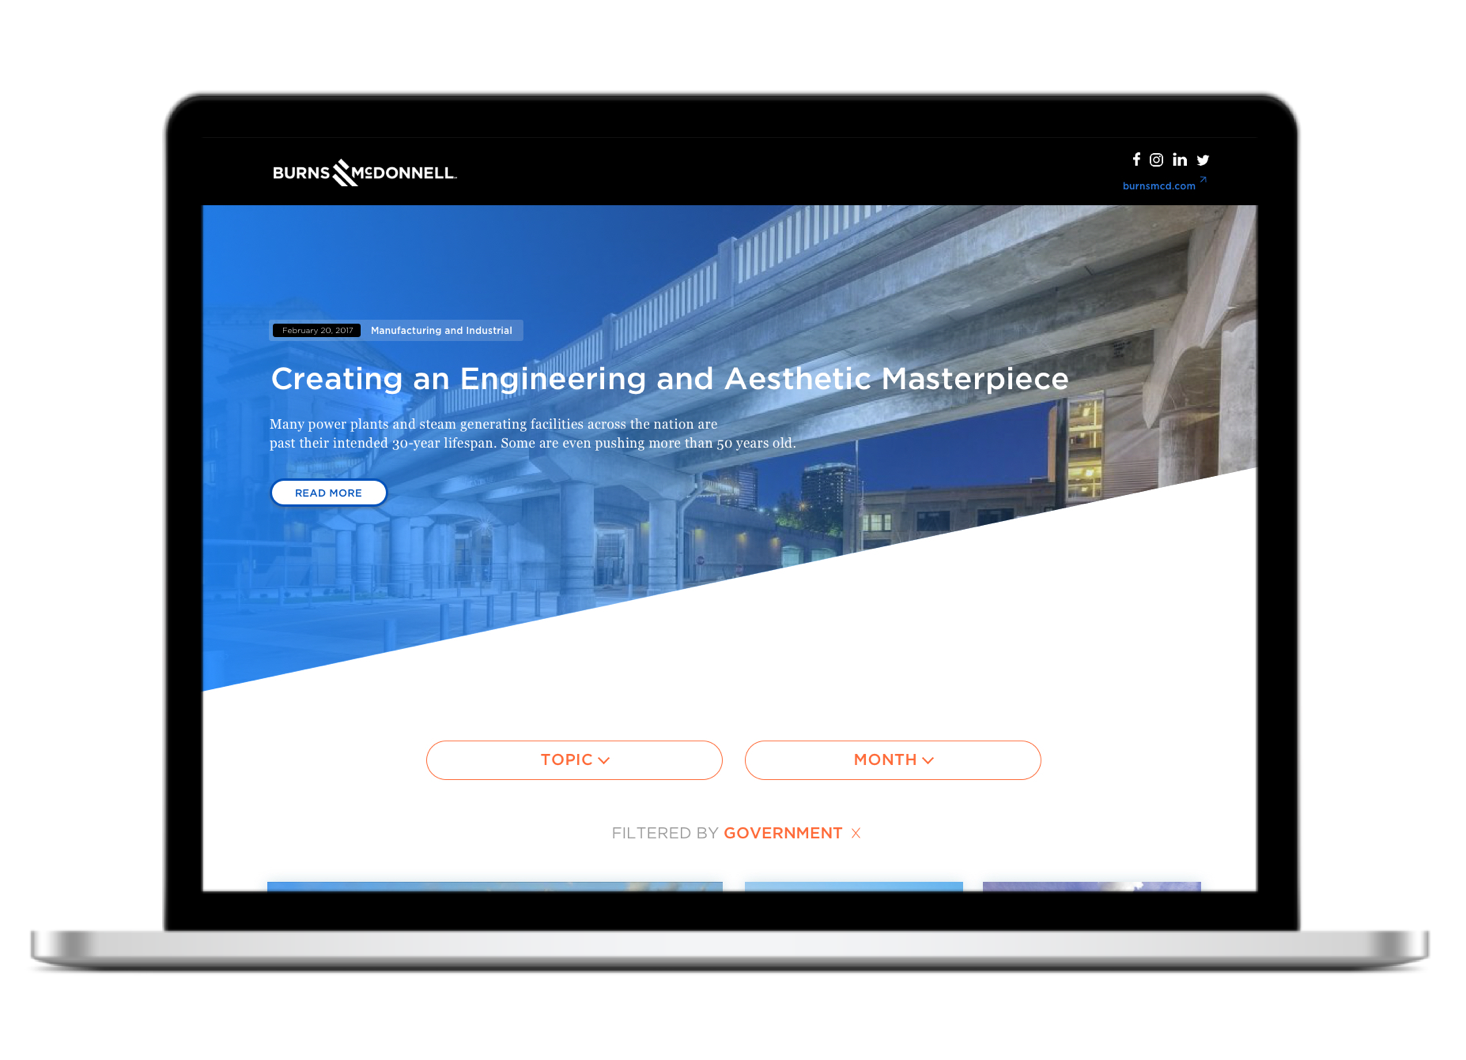 BURNS McDONNELL
burnsmcd.com
February 20, 2017 Manufacturing and Industrial
Creating an Engineering and Aesthetic Masterpiece
Many power plants and steam generating facilities across the nation are
past their intended 30-year lifespan. Some are even pushing more than 50 years old.
READ MORE
TOPIC MONTH
FILTERED BY GOVERNMENT X